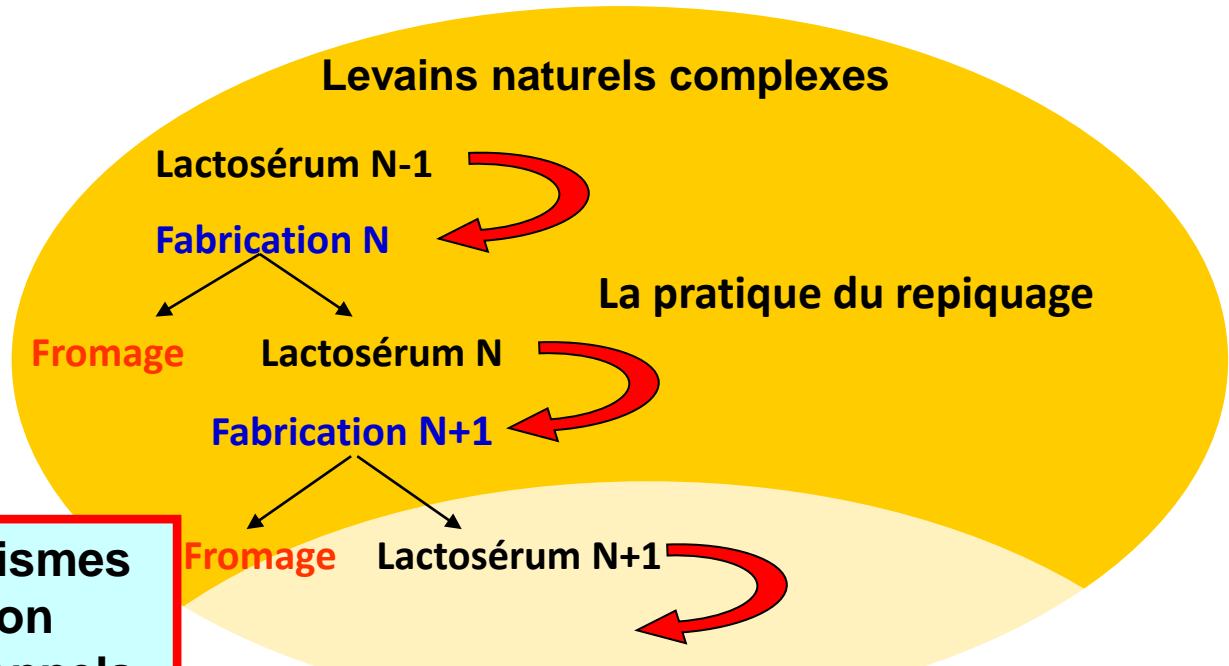 Levains naturels complexes
Lactosérum N-1
Fabrication N
La pratique du repiquage
Fromage
Lactosérum N
Fabrication N+1
ismes
Fromage
Lactosérum N+1
on